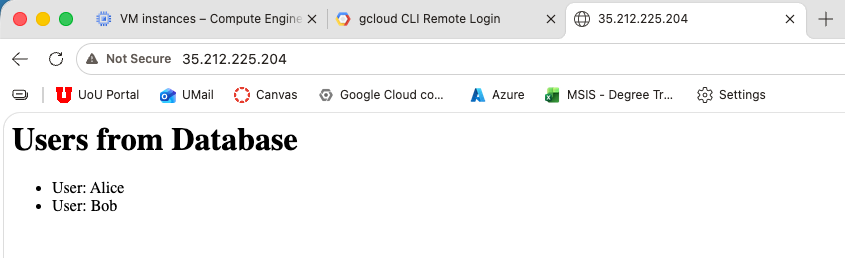 VM instances – Compute Engine
gcloud CLI Remote Login
35.212.225.204
Not Secure 35.212.225.204
UoU Portal UMail Canvas Google Cloud co... Azure MSIS - Degree Tr... Settings
Users from Database
User: Alice
User: Bob